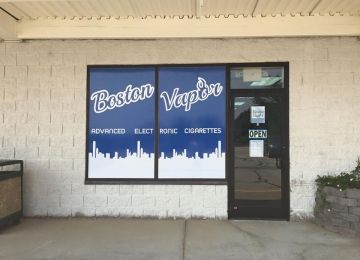 Boston Vapor
ADVANCED ELECTRONIC CIGARETTES
OPEN